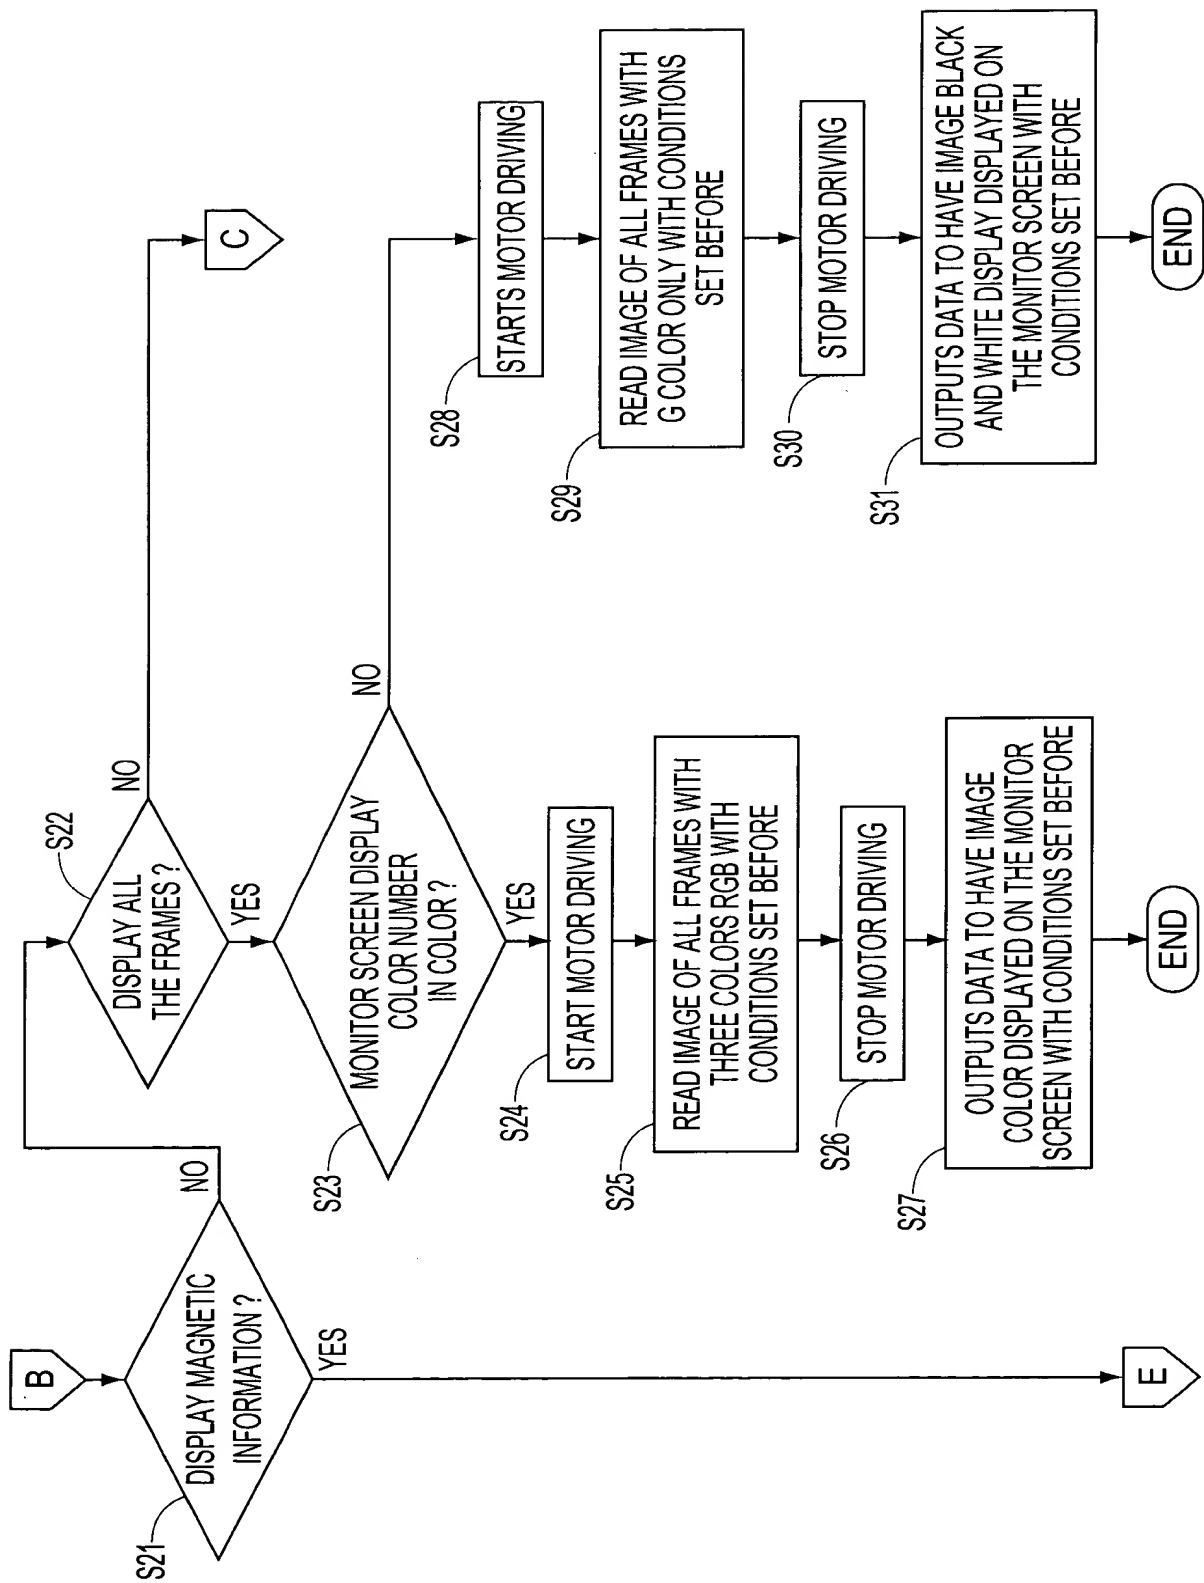 B
S21
DISPLAY MAGNETIC
INFORMATION ?
NO
YES
E
S22
DISPLAY ALL
THE FRAMES ?
NO
YES
C
S23
MONITOR SCREEN DISPLAY
COLOR NUMBER
IN COLOR ?
NO
YES
S24
START MOTOR DRIVING
S25
READ IMAGE OF ALL FRAMES WITH
THREE COLORS RGB WITH
CONDITIONS SET BEFORE
S26
STOP MOTOR DRIVING
S27
OUTPUTS DATA TO HAVE IMAGE
COLOR DISPLAYED ON THE MONITOR
SCREEN WITH CONDITIONS SET BEFORE
END
S28
STARTS MOTOR DRIVING
S29
READ IMAGE OF ALL FRAMES WITH
G COLOR ONLY WITH CONDITIONS
SET BEFORE
S30
STOP MOTOR DRIVING
S31
OUTPUTS DATA TO HAVE IMAGE BLACK
AND WHITE DISPLAY DISPLAYED ON
THE MONITOR SCREEN WITH
CONDITIONS SET BEFORE
END